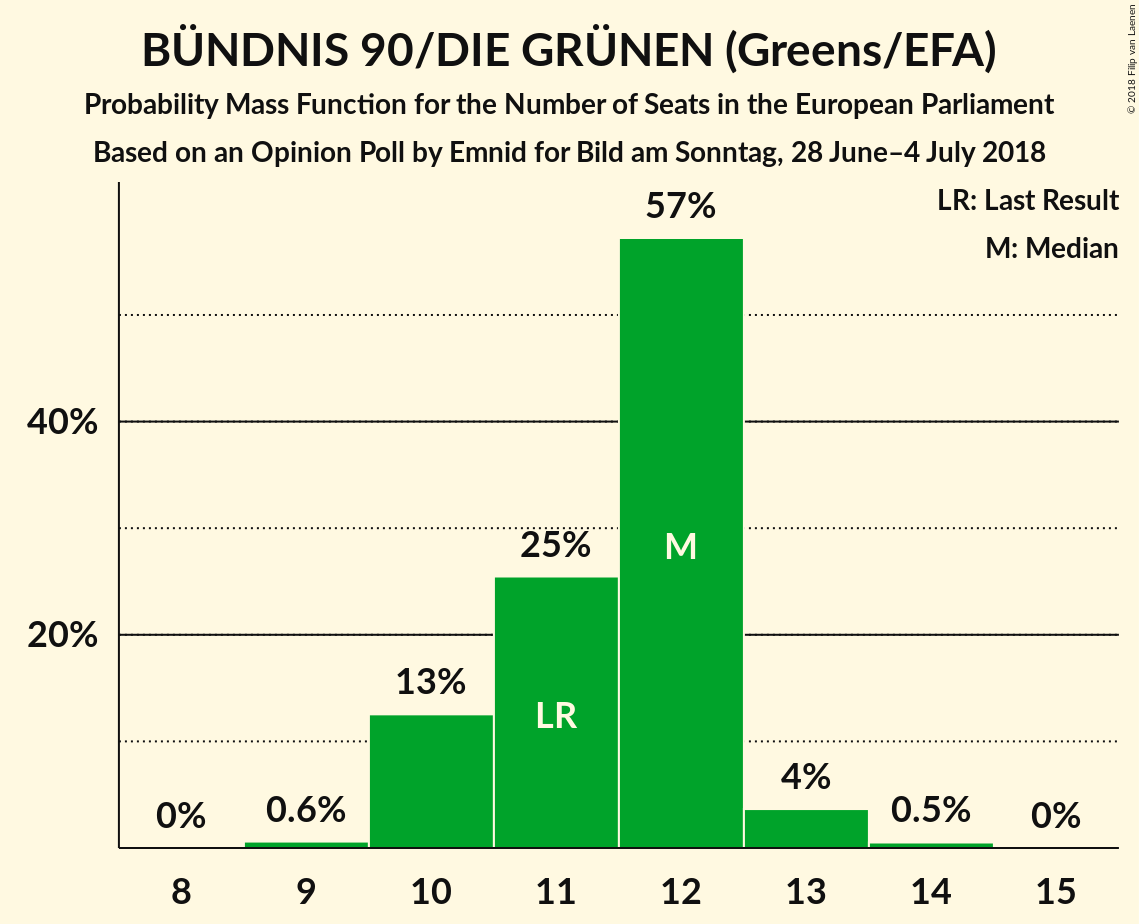 BÜNDNIS 90/DIE GRÜNEN (Greens/EFA)
Probability Mass Function for the Number of Seats in the European Parliament
Based on an Opinion Poll by Emnid for Bild am Sonntag, 28 June–4 July 2018
© 2018 Filip van Laenen
LR: Last Result
M: Median
57%
40%
25%
M
20%
13%
LR
4%
0%
0.6%
0.5%
0%
8 9 10 11 12 13 14 15